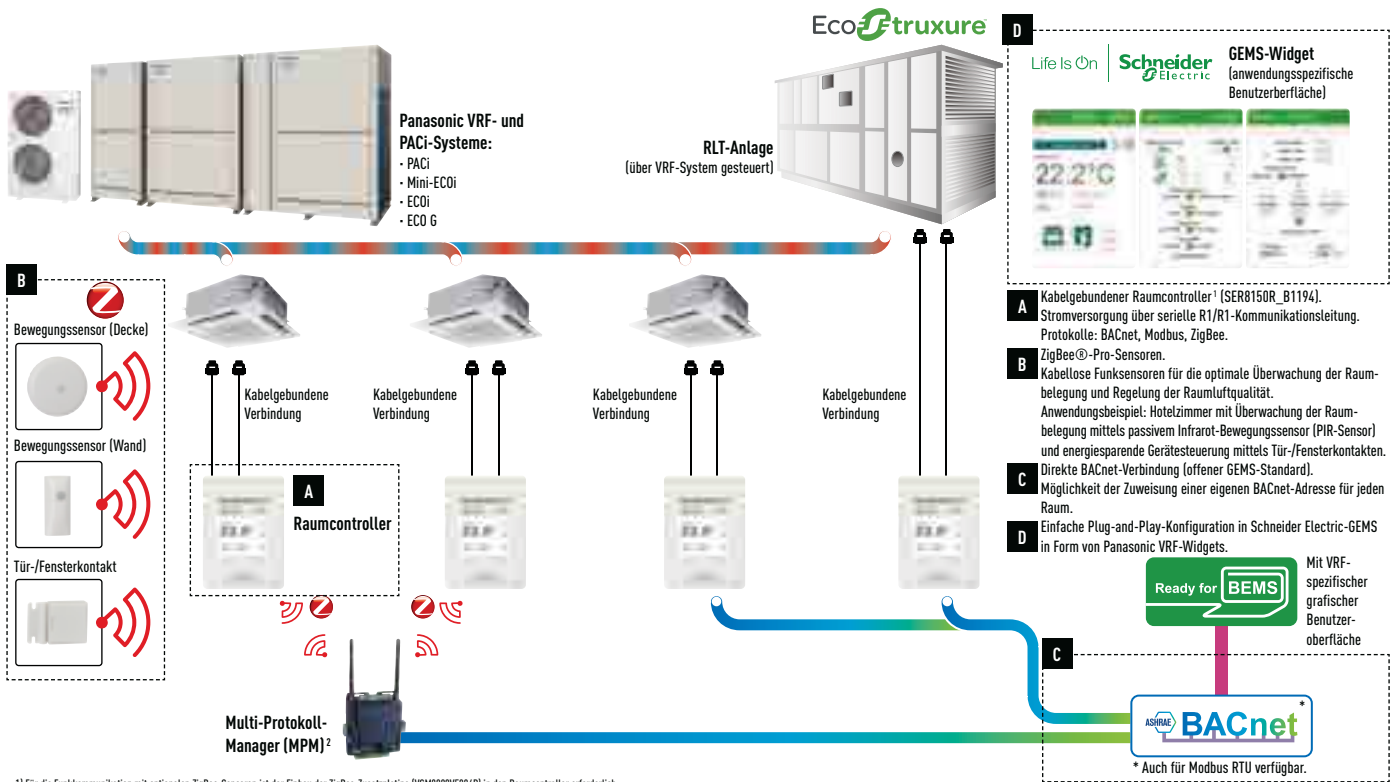 EcoStruxure
D
Life Is On
Schneider
Electric
GEMS-Widget
(anwendungsspezifische
Benutzerberfläche)
22.2°C
Panasonic VRF- und
PACi-Systeme:
· PACi
· Mini-ECOi
· ECOi
· ECO G
RLT-Anlage
(über VRF-System gesteuert)
B
Z
Bewegungssensor (Decke)
Bewegungssensor (Wand)
Tür-/Fensterkontakt
Kabelgebundene
Verbindung
Kabelgebundene
Verbindung
Kabelgebundene
Verbindung
Kabelgebundene
Verbindung
A
Raumcontroller
Z
Z
Multi-Protokoll-
Manager (MPM) 2
A
Kabelgebundener Raumcontroller 1 (SER8150R_B1194).
Stromversorgung über serielle R1/R1-Kommunikationsleitung.
Protokolle: BACnet, Modbus, ZigBee.
B
ZigBee®-Pro-Sensoren.
Kabellose Funksensoren für die optimale Überwachung der Raum-
belegung und Regelung der Raumluftqualität.
Anwendungsbeispiel: Hotelzimmer mit Überwachung der Raum-
belegung mittels passivem Infrarot-Bewegungssensor (PIR-Sensor)
und energiesparende Gerätesteuerung mittels Tür-/Fensterkontakten.
C
Direkte BACnet-Verbindung (offener GEMS-Standard).
Möglichkeit der Zuweisung einer eigenen BACnet-Adresse für jeden
Raum.
D
Einfache Plug-and-Play-Konfiguration in Schneider Electric-GEMS
in Form von Panasonic VRF-Widgets.
Ready for BEMS
Mit VRF-
spezifischer
grafischer
Benutzer-
oberfläche
C
ASHRAE BACnet *
* Auch für Modbus RTU verfügbar.